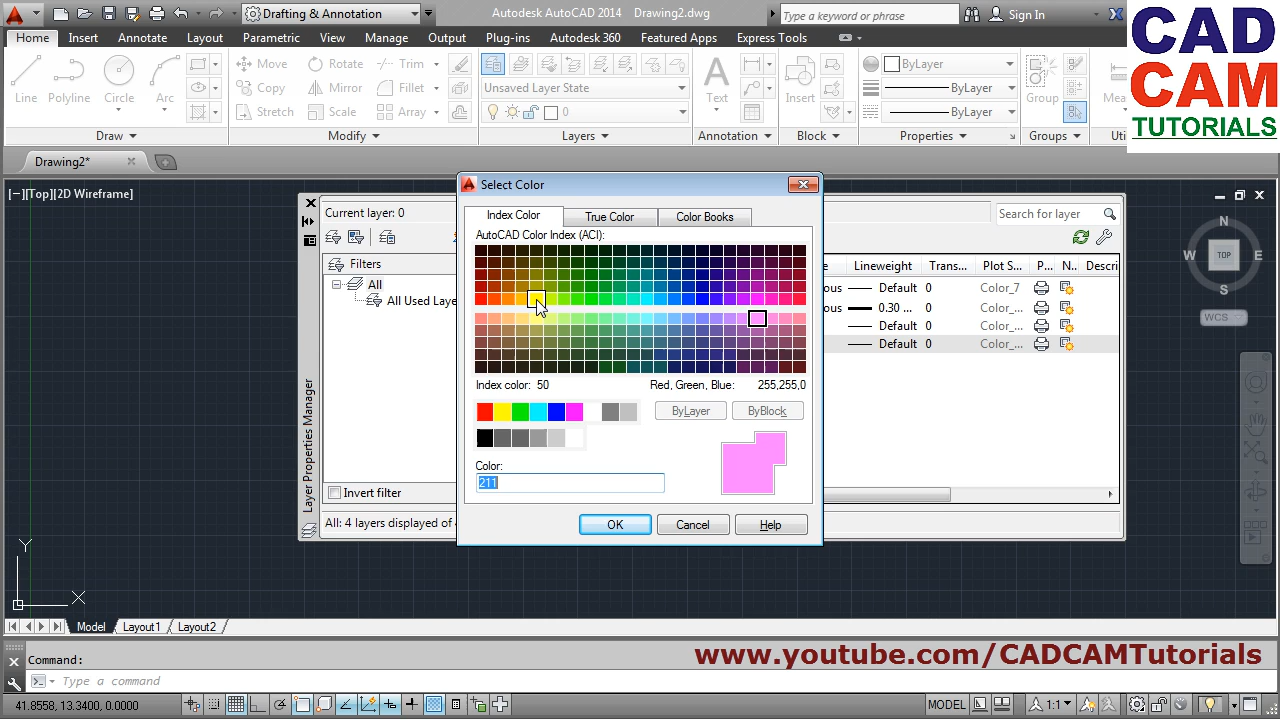 Drafting & Annotation
Autodesk AutoCAD 2014 Drawing2.dwg
Type a keyword or phrase
Sign In
CAD
CAM
TUTORIALS
Home Insert Annotate Layout Parametric View Manage Output Plug-ins Autodesk 360 Featured Apps Express Tools
Line
Polyline
Circle
Arc
Draw
Move
Rotate
Trim
Copy
Mirror
Fillet
Stretch
Scale
Array
Modify
Unsaved Layer State
0
Layers
Text
Annotation
Insert
Block
ByLayer
ByLayer
ByLayer
Properties
Group
Groups
Mea
Uti
Drawing2*
[−][Top][2D Wireframe]
Current layer: 0
Search for layer
Filters
All
All Used Laye
Invert filter
All: 4 layers displayed of
Layer Properties Manager
Select Color
Index Color True Color Color Books
AutoCAD Color Index (ACI):
Index color: 50
Red, Green, Blue: 255,255,0
ByLayer ByBlock
Color:
211
OK Cancel Help
e Lineweight Trans... Plot S... P... N.. Descri
ous Default 0 Color_7
ous 0.30 ... 0 Color_...
Default 0 Color_...
Default 0 Color_...
N
W TOP E
S
WCS
Y
X
Model Layout1 Layout2
Command:
Type a command
www.youtube.com/CADCAMTutorials
41.8558, 13.3400, 0.0000
MODEL
1:1